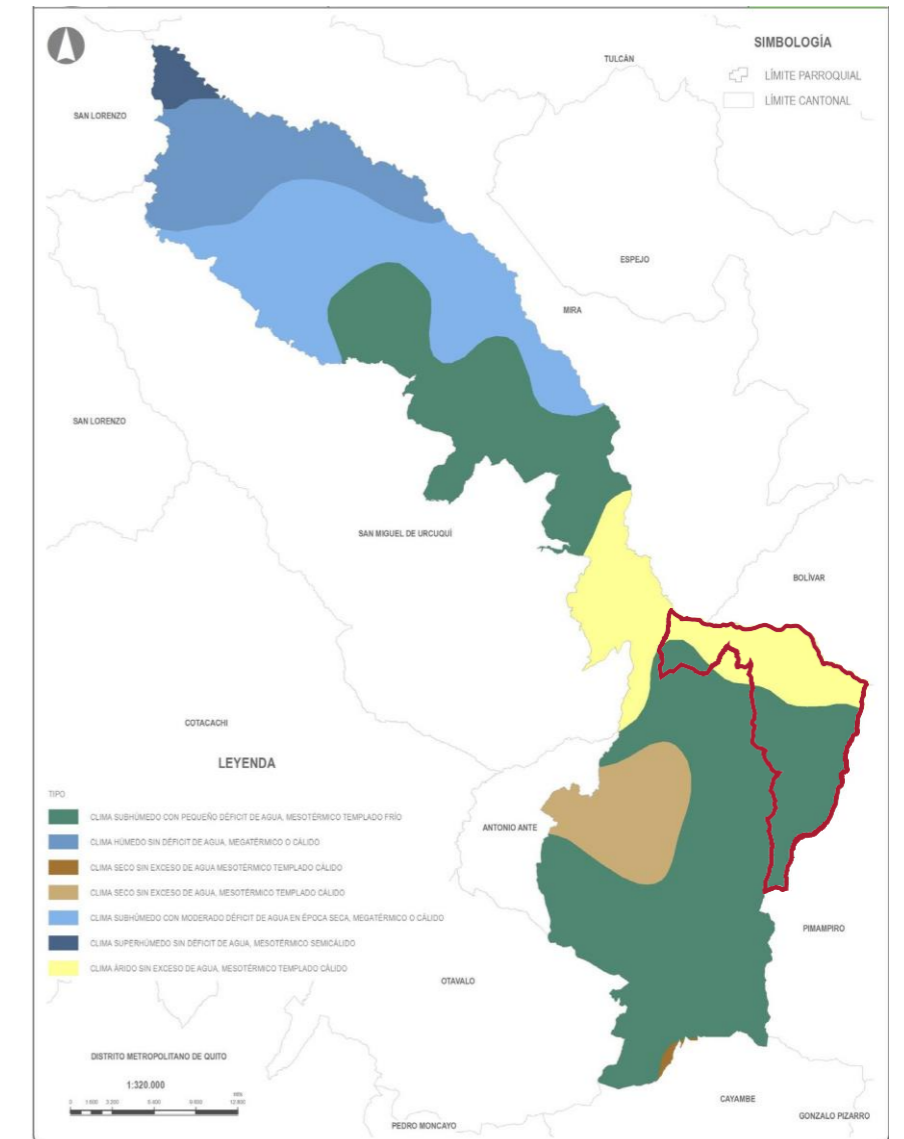 SIMBOLOGÍA
LÍMITE PARROQUIAL
LÍMITE CANTONAL
TULCÁN
SAN LORENZO
ESPEJO
MIRA
SAN LORENZO
SAN MIGUEL DE URCUQUÍ
BOLÍVAR
COTACACHI
LEYENDA
TIPO
CLIMA SUBHÚMEDO CON PEQUEÑO DÉFICIT DE AGUA, MESOTÉRMICO TEMPLADO FRÍO
CLIMA HÚMEDO SIN DÉFICIT DE AGUA, MEGATÉRMICO O CÁLIDO
CLIMA SECO SIN EXCESO DE AGUA MESOTÉRMICO TEMPLADO CÁLIDO
CLIMA SECO SIN EXCESO DE AGUA, MESOTÉRMICO TEMPLADO CÁLIDO
CLIMA SUBHÚMEDO CON MODERADO DÉFICIT DE AGUA EN ÉPOCA SECA, MEGATÉRMICO O CÁLIDO
CLIMA SUPERHÚMEDO SIN DÉFICIT DE AGUA, MESOTÉRMICO SEMICÁLIDO
CLIMA ÁRIDO SIN EXCESO DE AGUA, MESOTÉRMICO TEMPLADO CÁLIDO
ANTONIO ANTE
PIMAMPIRO
OTAVALO
DISTRITO METROPOLITANO DE QUITO
1:320.000
CAYAMBE
GONZALO PIZARRO
PEDRO MONCAYO